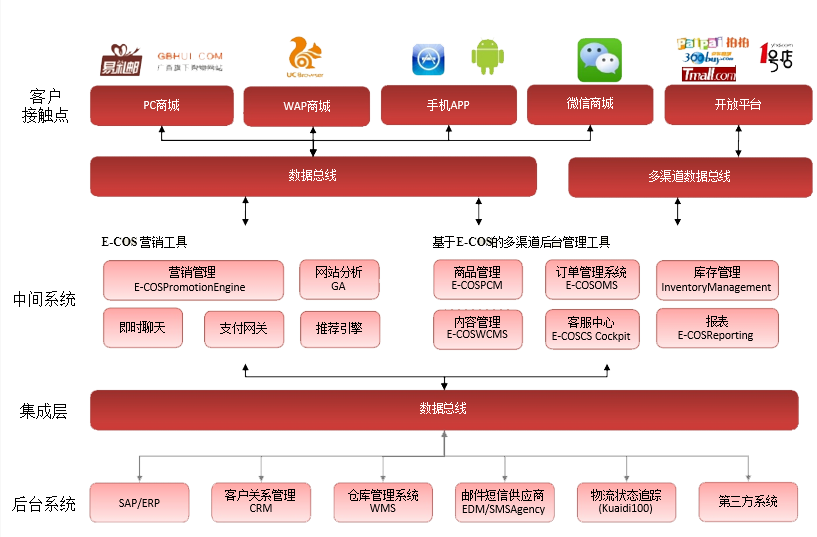 易采邮
GBHUI.COM
PaiPai 拍拍
360buy.com
yhd.com
1号店
UCBrowser
Tmall.com
客户
接触点
PC商城
WAP商城
手机APP
微信商城
开放平台
数据总线
多渠道数据总线
E-COS 营销工具
基于E-COS的多渠道后台管理工具
中间系统
营销管理
E-COSPromotionEngine
网站分析
GA
商品管理
E-COSPCM
订单管理系统
E-COSOMS
库存管理
InventoryManagement
即时聊天
支付网关
推荐引擎
内容管理
E-COSWCMS
客服中心
E-COSCS Cockpit
报表
E-COSReporting
集成层
数据总线
后台系统
SAP/ERP
客户关系管理
CRM
仓库管理系统
WMS
邮件短信供应商
EDM/SMSAgency
物流状态追踪
(Kuaidi100)
第三方系统